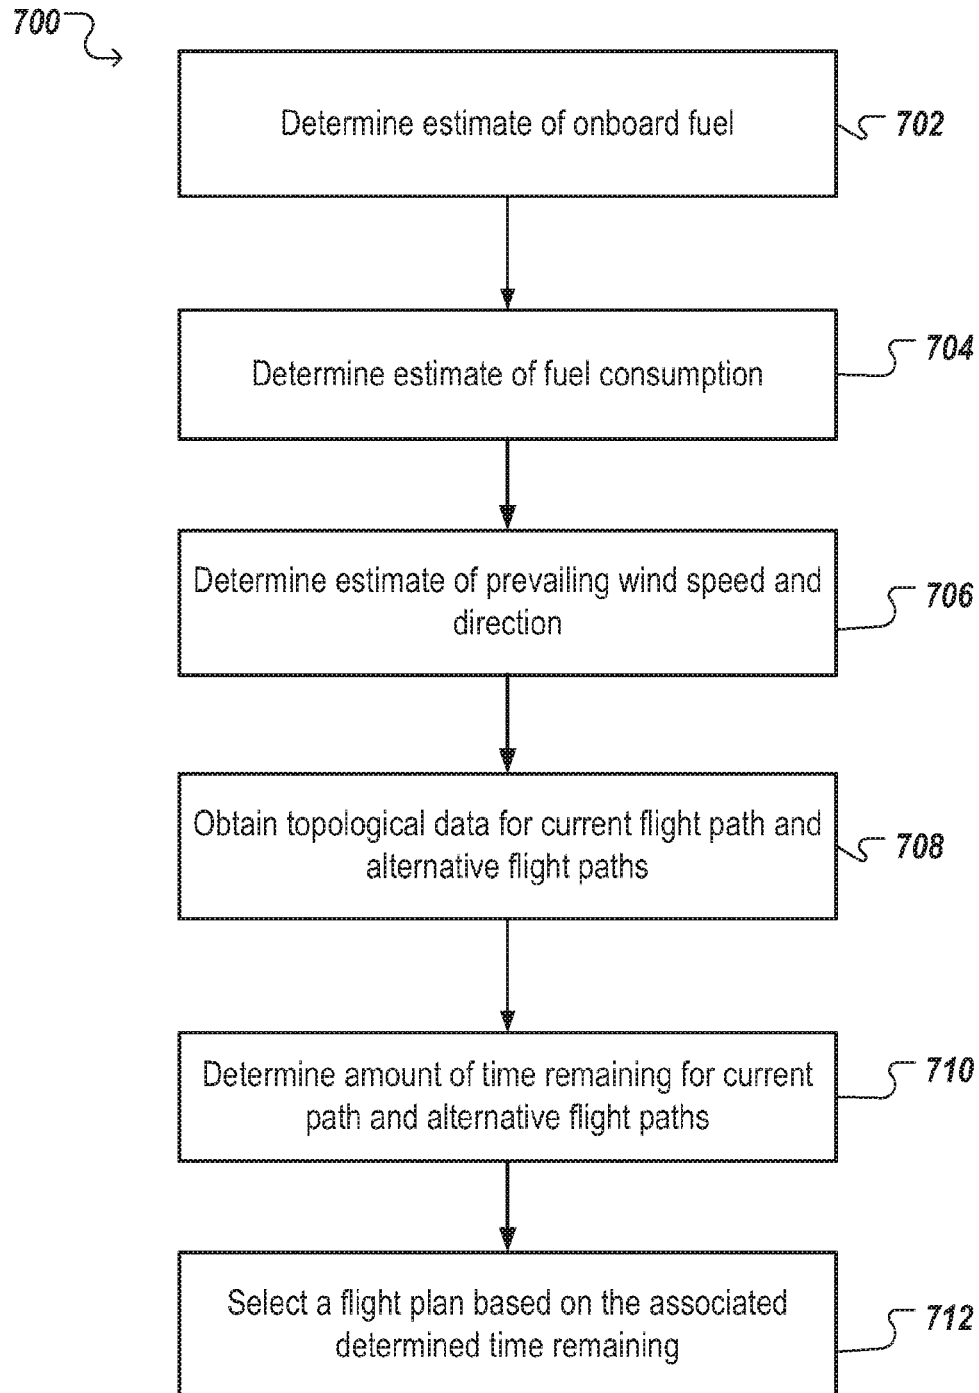 700
Determine estimate of onboard fuel
702
Determine estimate of fuel consumption
704
Determine estimate of prevailing wind speed and
direction
706
Obtain topological data for current flight path and
alternative flight paths
708
Determine amount of time remaining for current
path and alternative flight paths
710
Select a flight plan based on the associated
determined time remaining
712